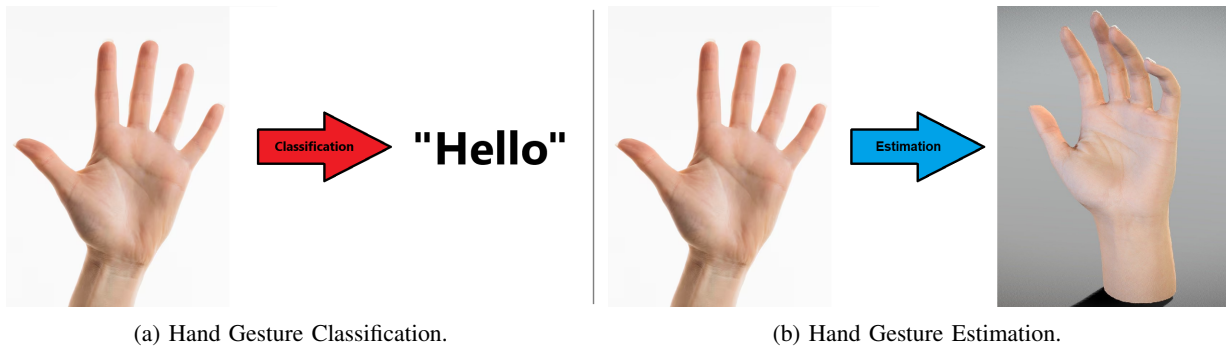 Classification
"Hello"
Estimation
(a) Hand Gesture Classification.
(b) Hand Gesture Estimation.